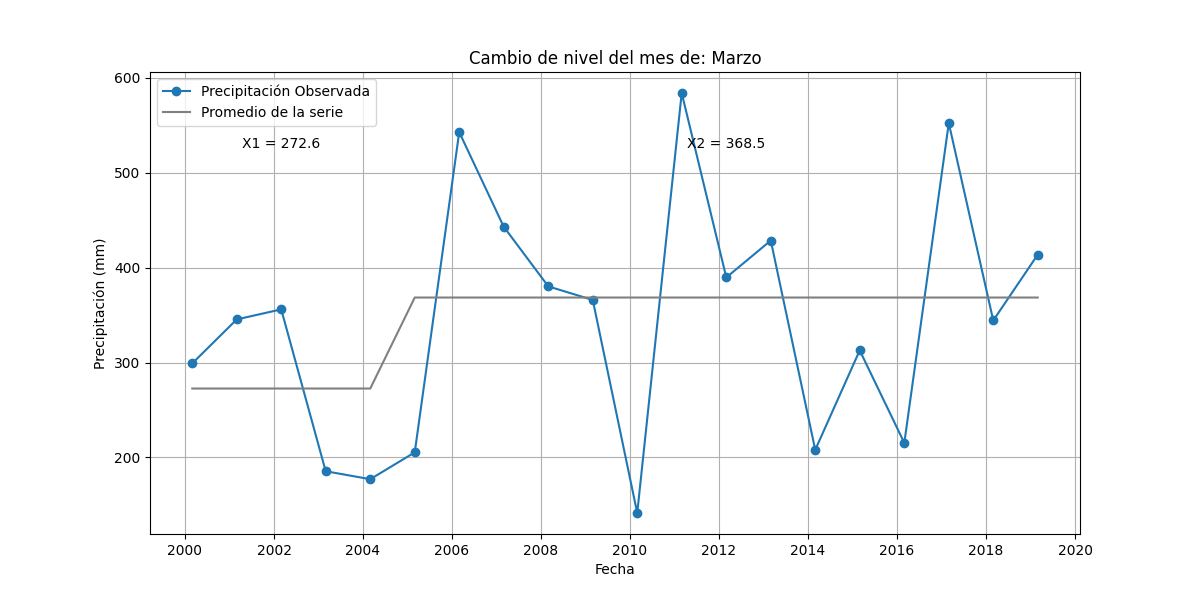 Cambio de nivel del mes de: Marzo
Precipitación Observada
Promedio de la serie
X1 = 272.6
X2 = 368.5
Precipitación (mm)
600
500
400
300
200
2000 2002 2004 2006 2008 2010 2012 2014 2016 2018 2020
Fecha